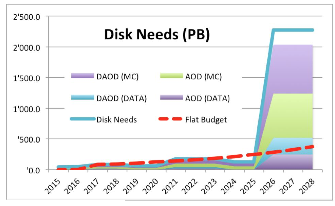 Disk Needs (PB)
2'500.0
2'000.0
1'500.0
1'000.0
'500.0
'0.0
DAOD (MC) AOD (MC)
DAOD (DATA) AOD (DATA)
Disk Needs Flat Budget
2015 2016 2017 2018 2019 2020 2021 2022 2023 2024 2025 2026 2027 2028